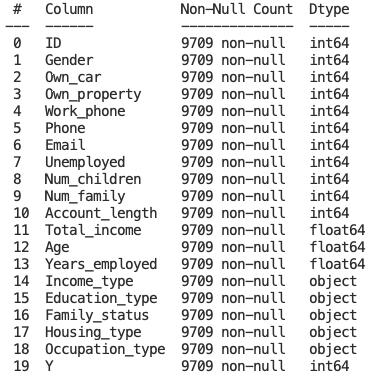 #   Column           Non-Null Count  Dtype
---  ------           --------------  -----
0   ID               9709 non-null   int64
1   Gender           9709 non-null   int64
2   Own_car          9709 non-null   int64
3   Own_property     9709 non-null   int64
4   Work_phone       9709 non-null   int64
5   Phone            9709 non-null   int64
6   Email            9709 non-null   int64
7   Unemployed       9709 non-null   int64
8   Num_children     9709 non-null   int64
9   Num_family       9709 non-null   int64
10  Account_length   9709 non-null   int64
11  Total_income     9709 non-null   float64
12  Age              9709 non-null   float64
13  Years_employed   9709 non-null   float64
14  Income_type      9709 non-null   object
15  Education_type   9709 non-null   object
16  Family_status    9709 non-null   object
17  Housing_type     9709 non-null   object
18  Occupation_type  9709 non-null   object
19  Y                9709 non-null   int64